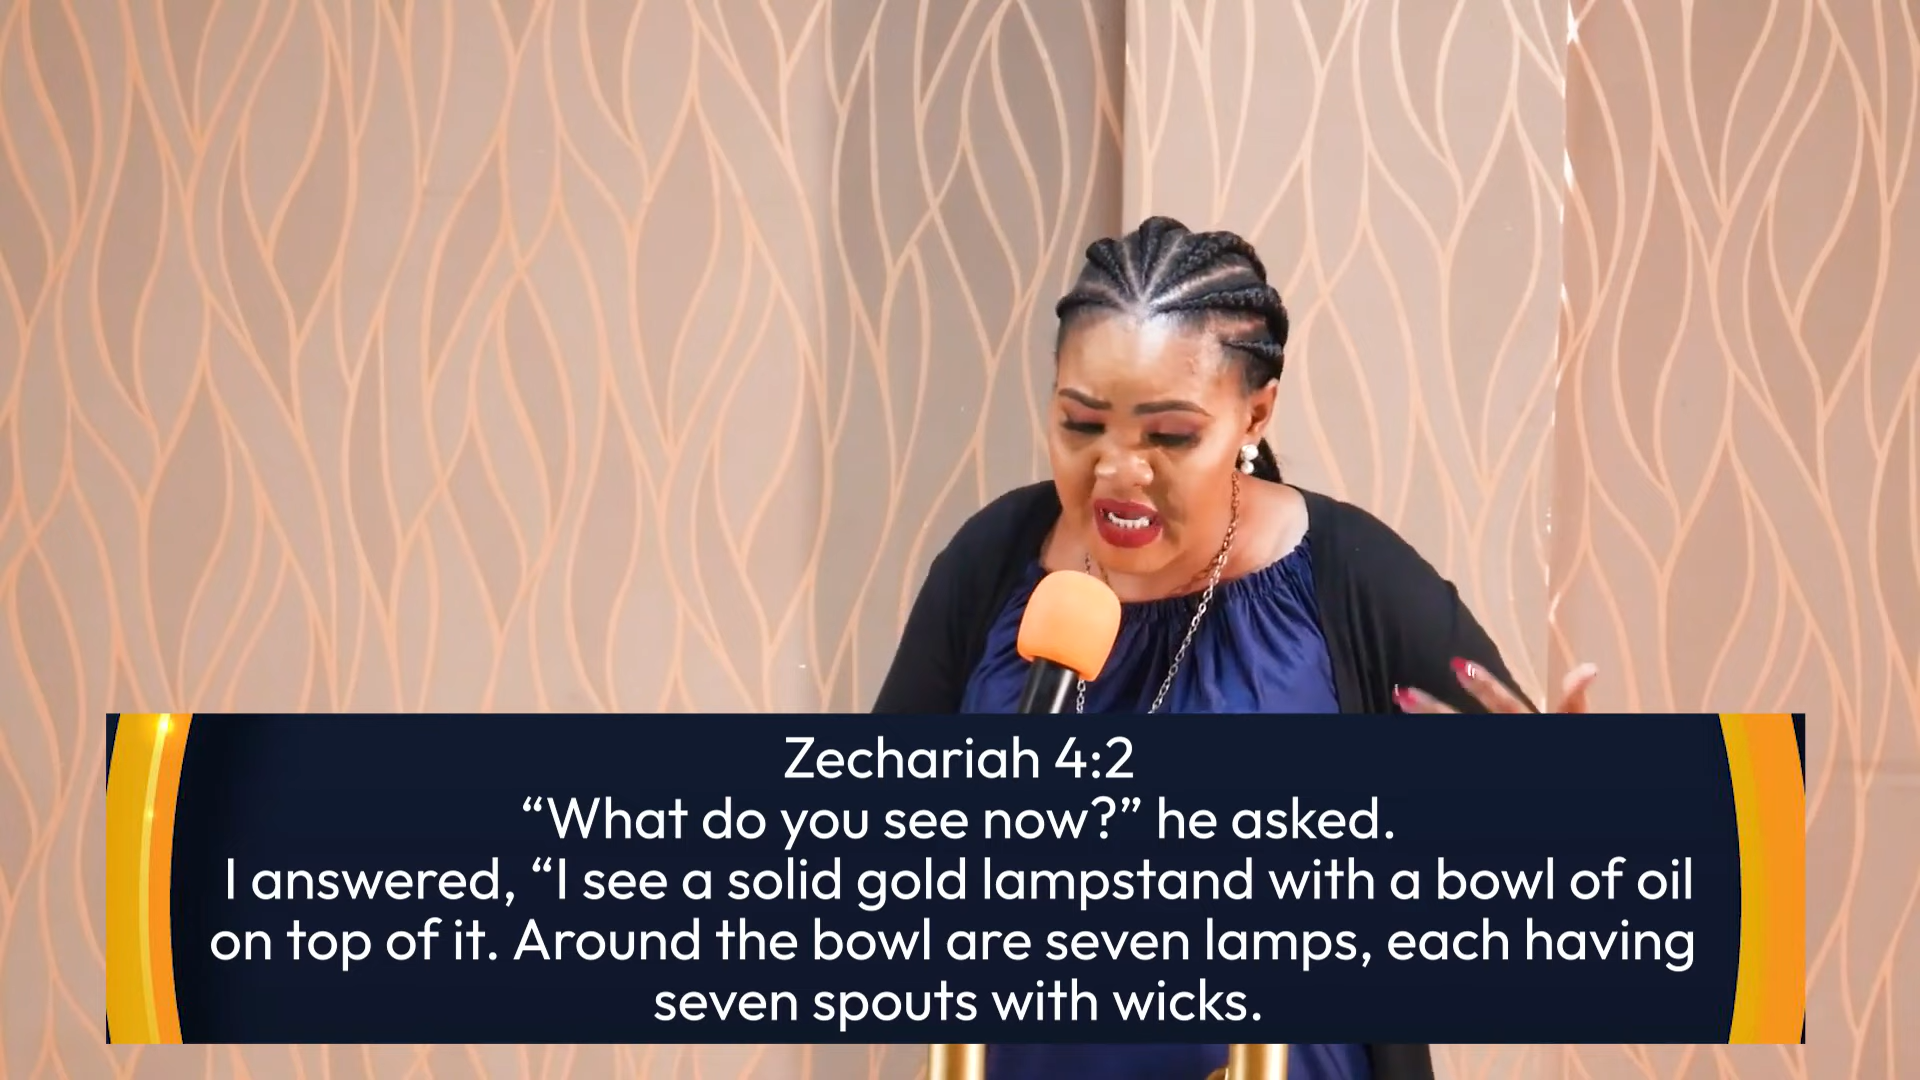 Zechariah 4:2
“What do you see now?” he asked.
I answered, “I see a solid gold lampstand with a bowl of oil
on top of it. Around the bowl are seven lamps, each having
seven spouts with wicks.